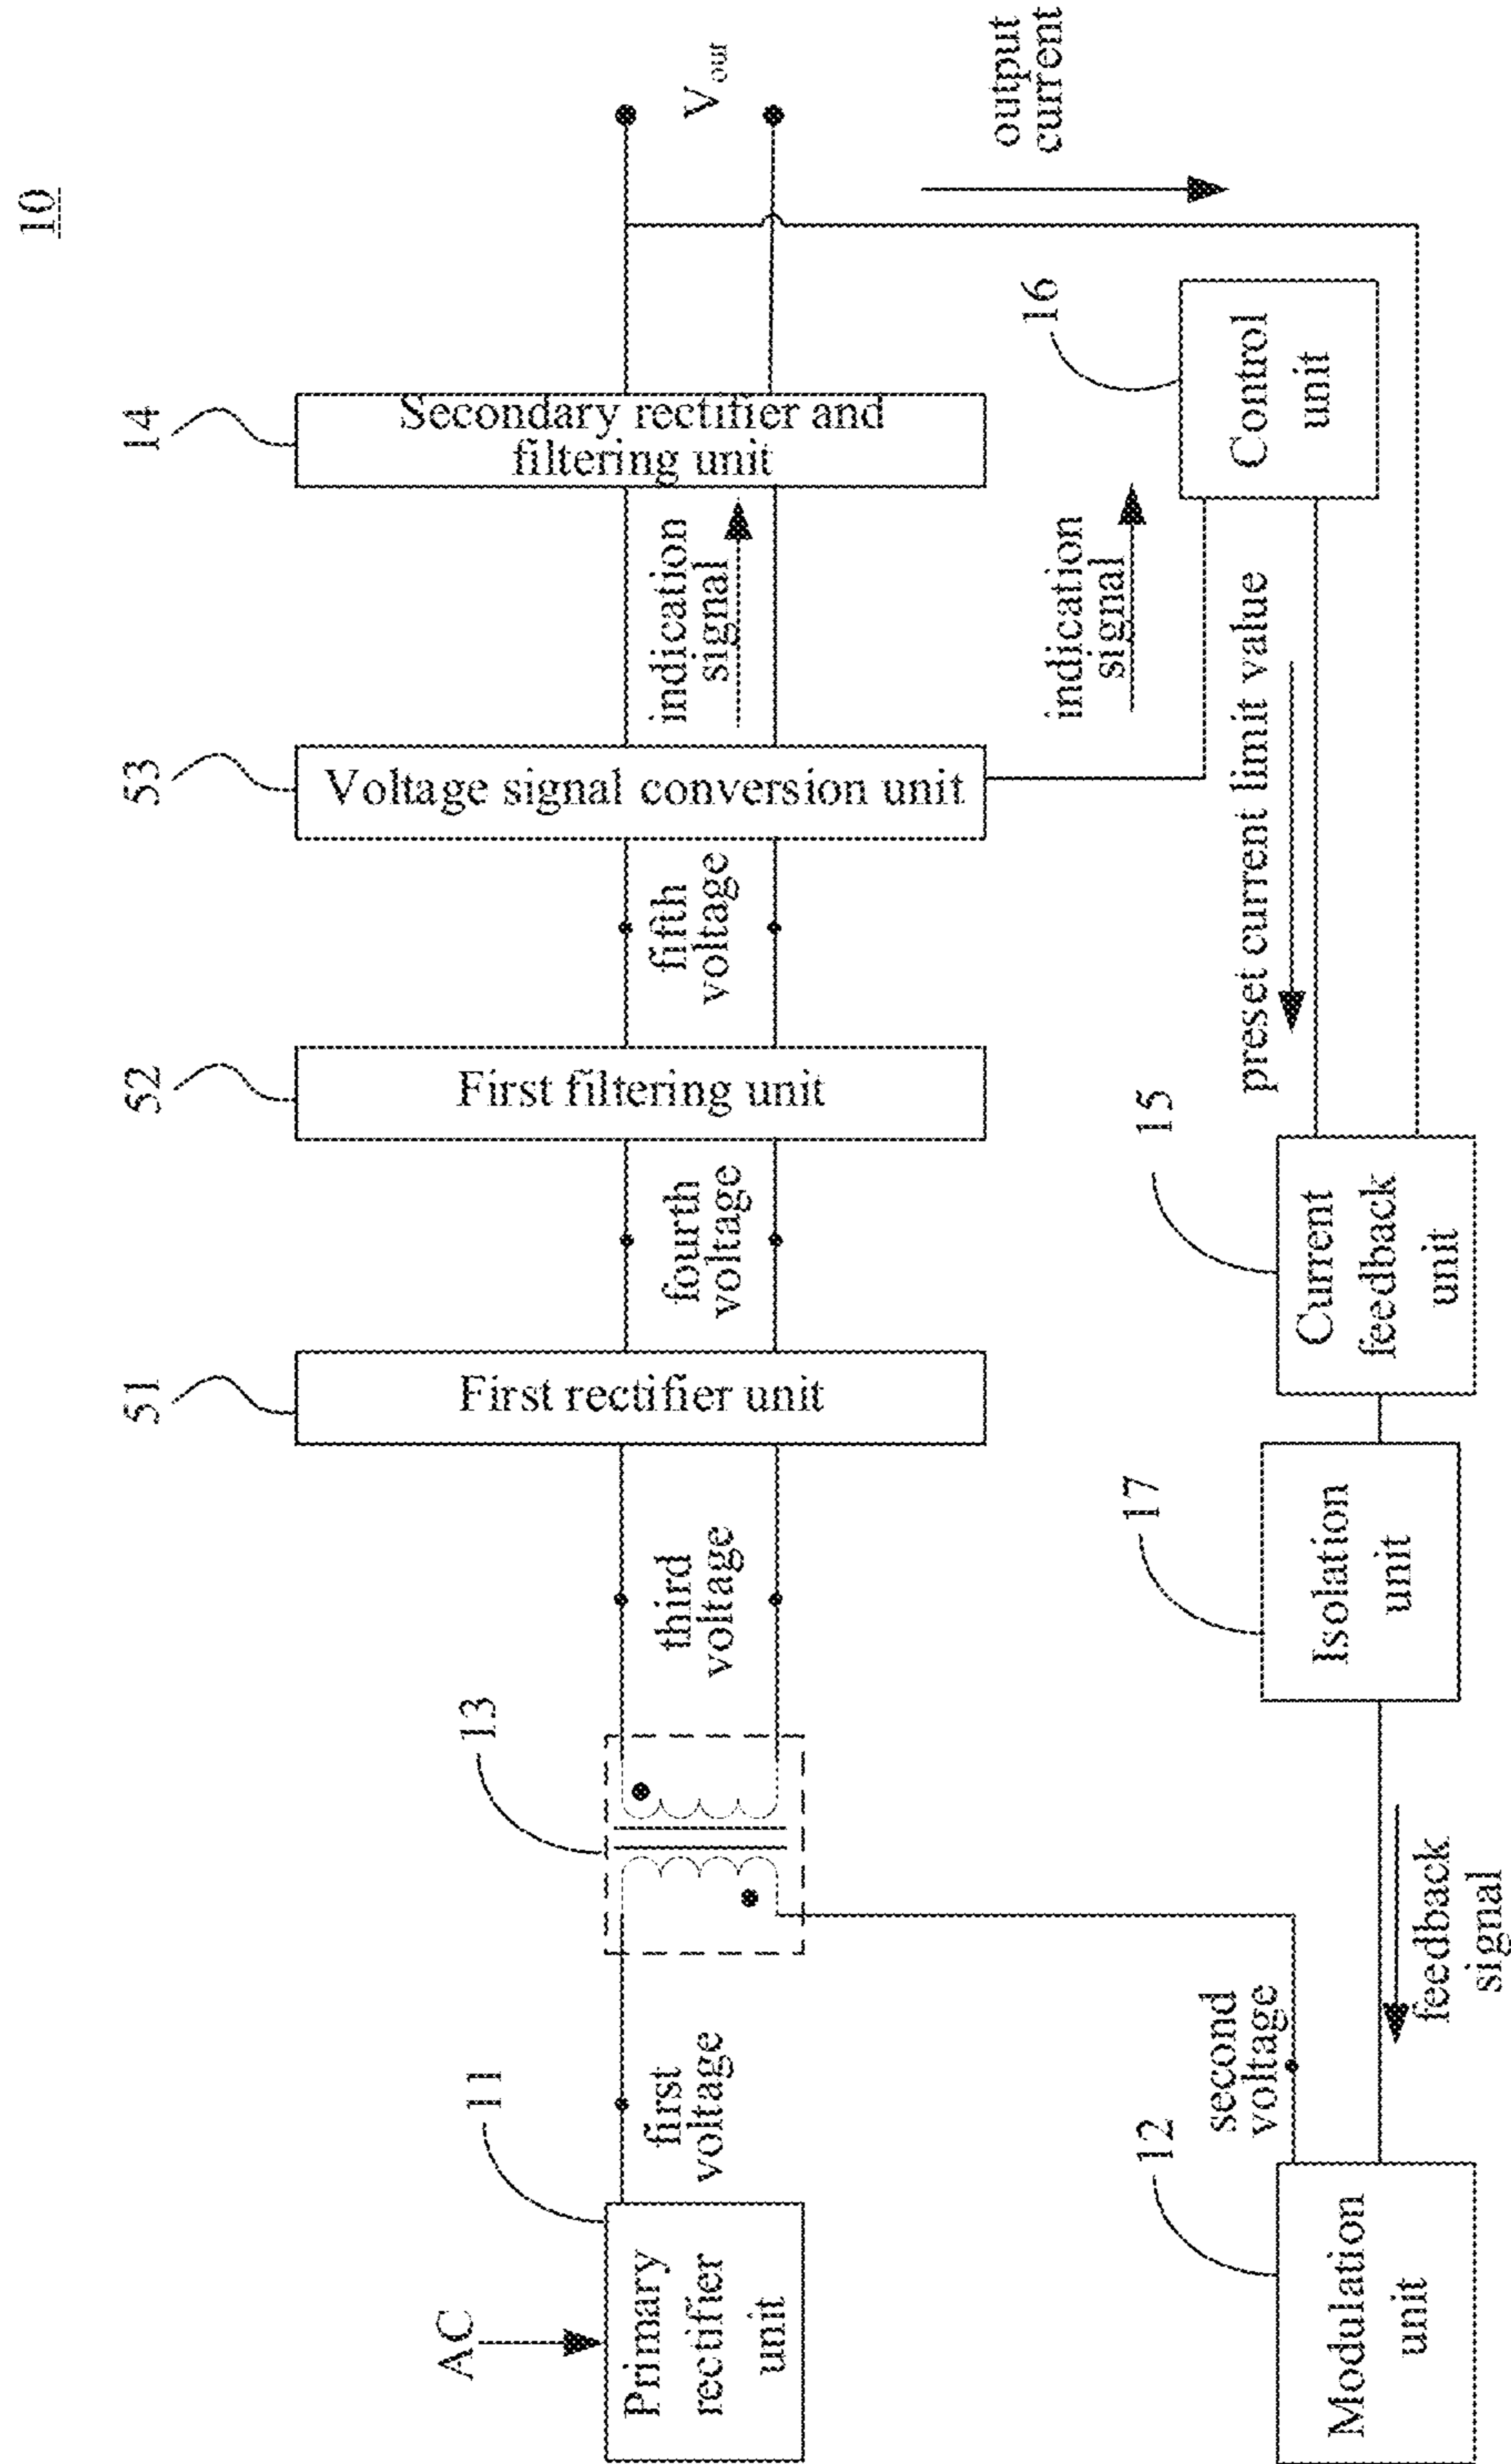 10
14
53
52
51
13
11
AC
Primary
rectifier
unit
first
voltage
third
voltage
First rectifier unit
fourth
voltage
First filtering unit
fifth
voltage
Voltage signal conversion unit
indication
signal
Secondary rectifier and
filtering unit
Vout
output
current
16
Control
unit
indication
signal
preset current limit value
15
Current
feedback
unit
17
Isolation
unit
feedback
signal
second
voltage
12
Modulation
unit